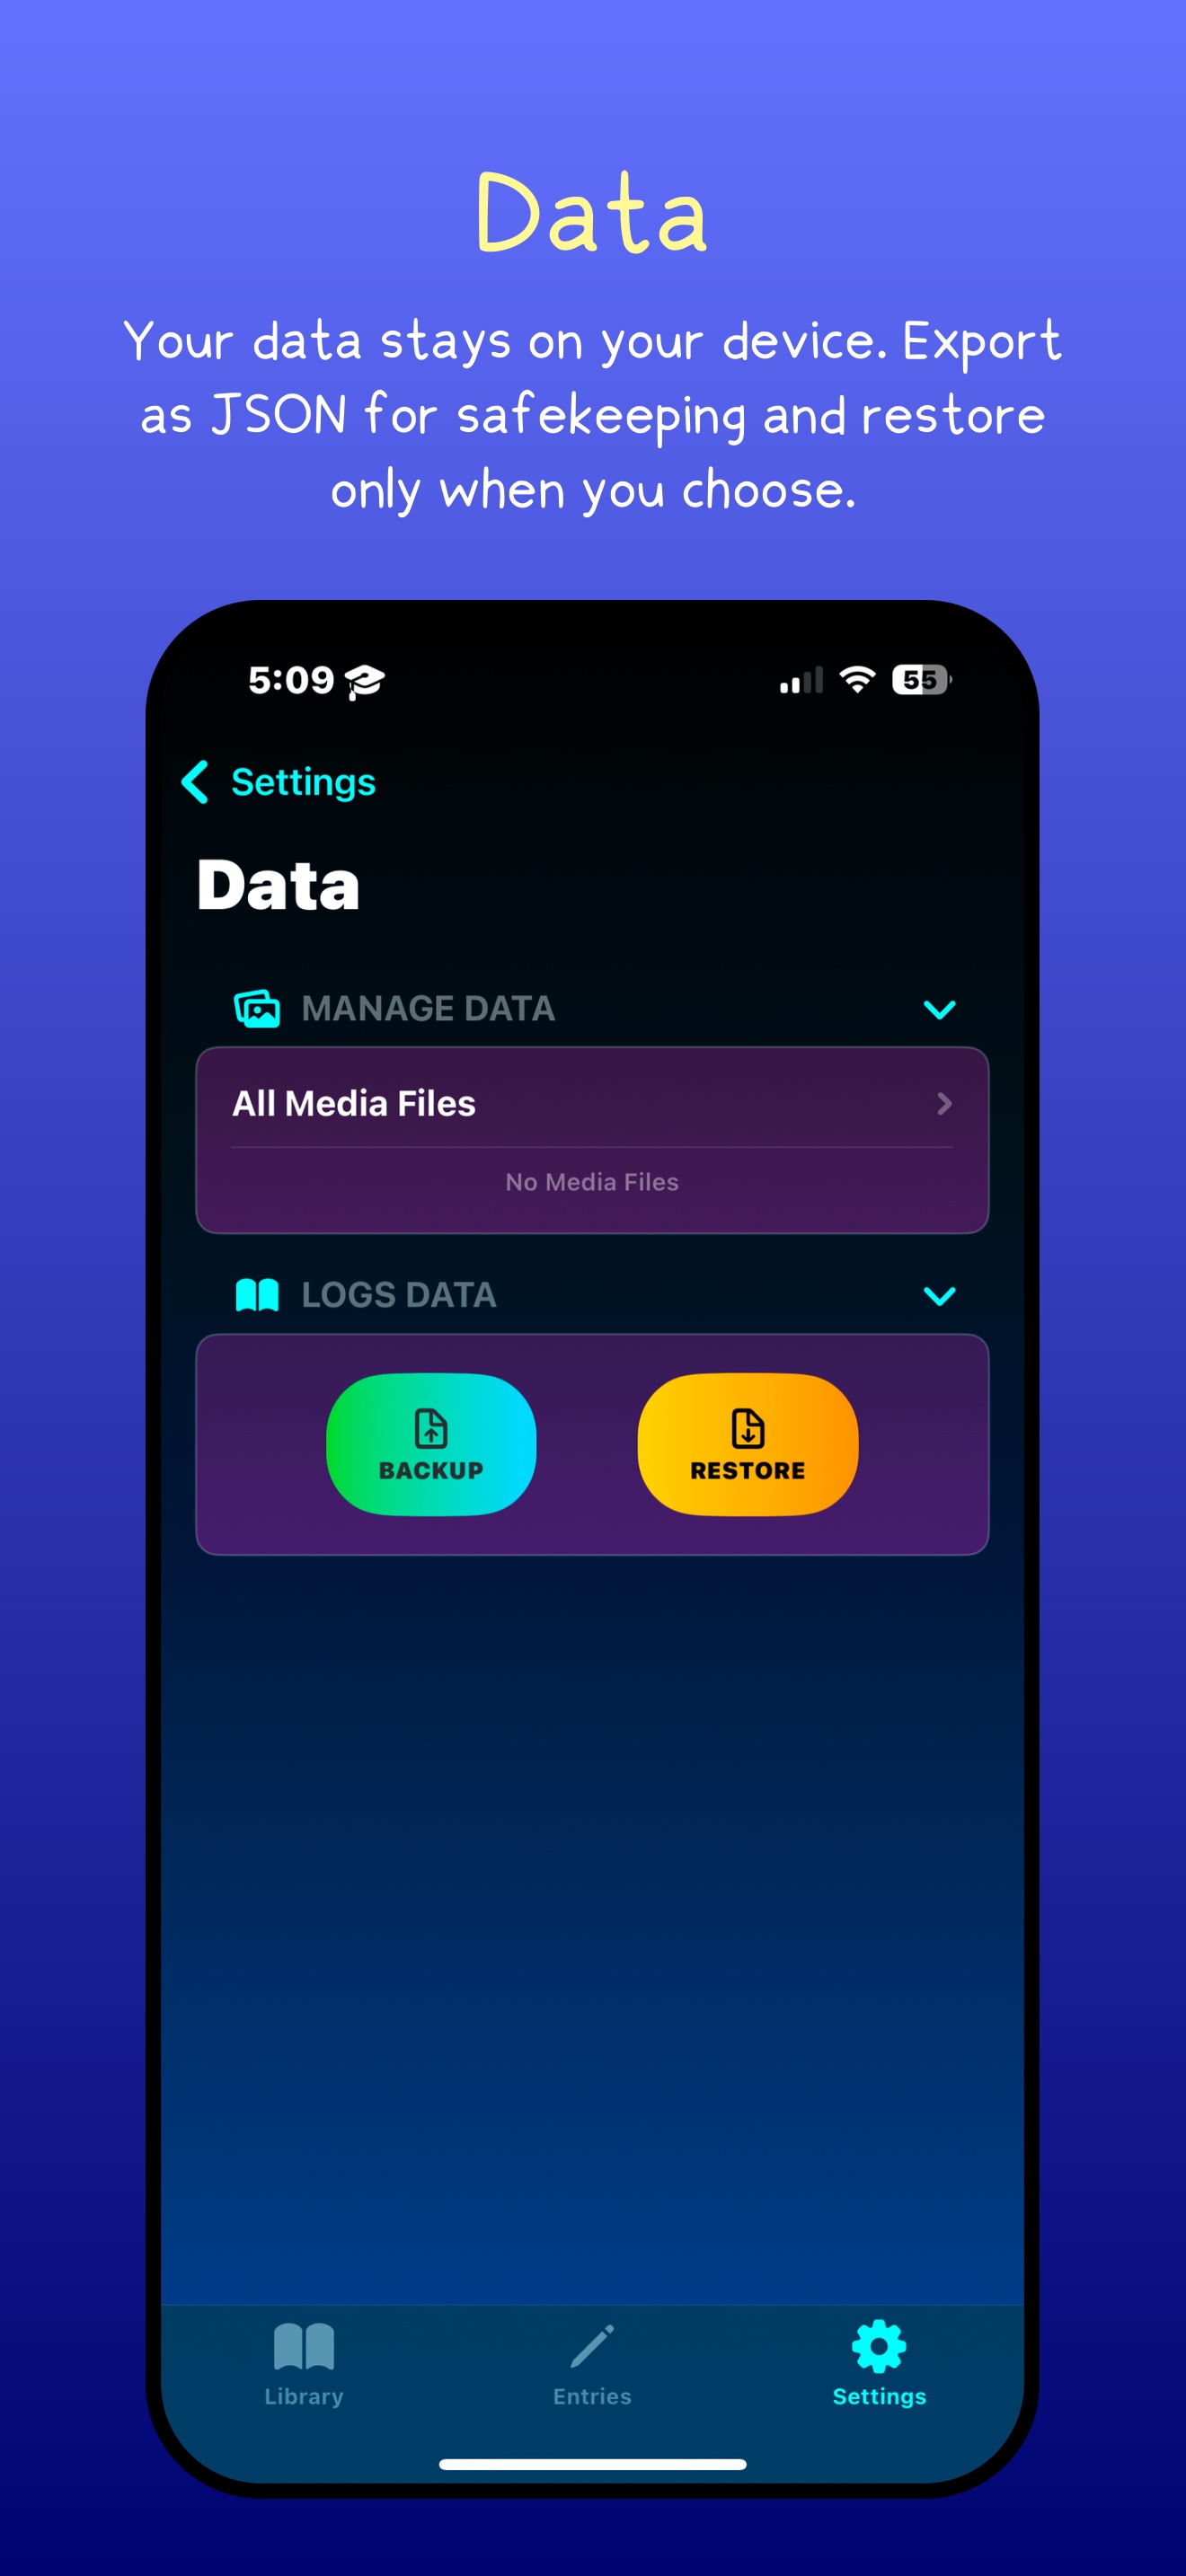 Data
Your data stays on your device. Export
as JSON for safekeeping and restore
only when you choose.
5:09
55
Settings
Data
MANAGE DATA
All Media Files
No Media Files
LOGS DATA
BACKUP
RESTORE
Library
Entries
Settings